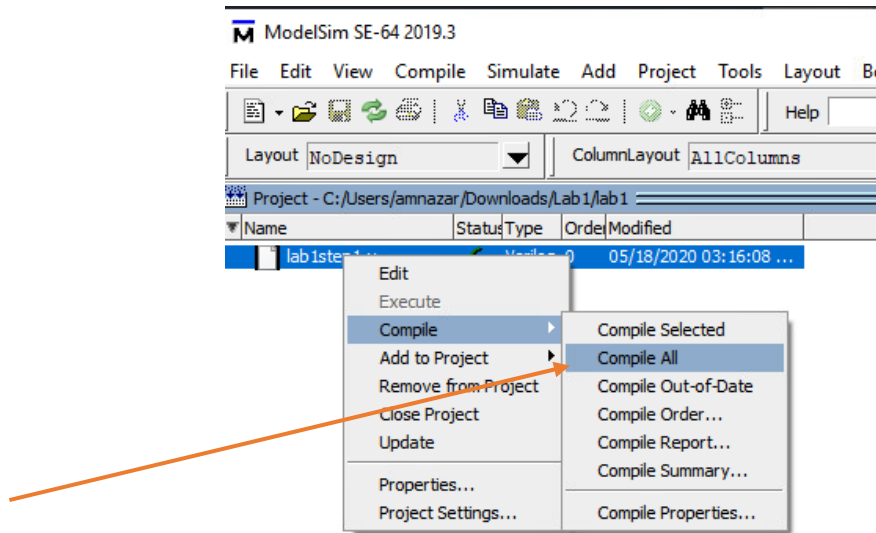 ModelSim SE-64 2019.3
File Edit View Compile Simulate Add Project Tools Layout
Help
Layout NoDesign ColumnLayout AllColumns
Project - C:/Users/amnazar/Downloads/Lab1/lab1
Name Status Type Order Modified
05/18/2020 03:16:08 ...
Edit
Execute
Compile
Add to Project
Remove from Project
Close Project
Update
Properties...
Project Settings...
Compile Selected
Compile All
Compile Out-of-Date
Compile Order...
Compile Report...
Compile Summary...
Compile Properties...